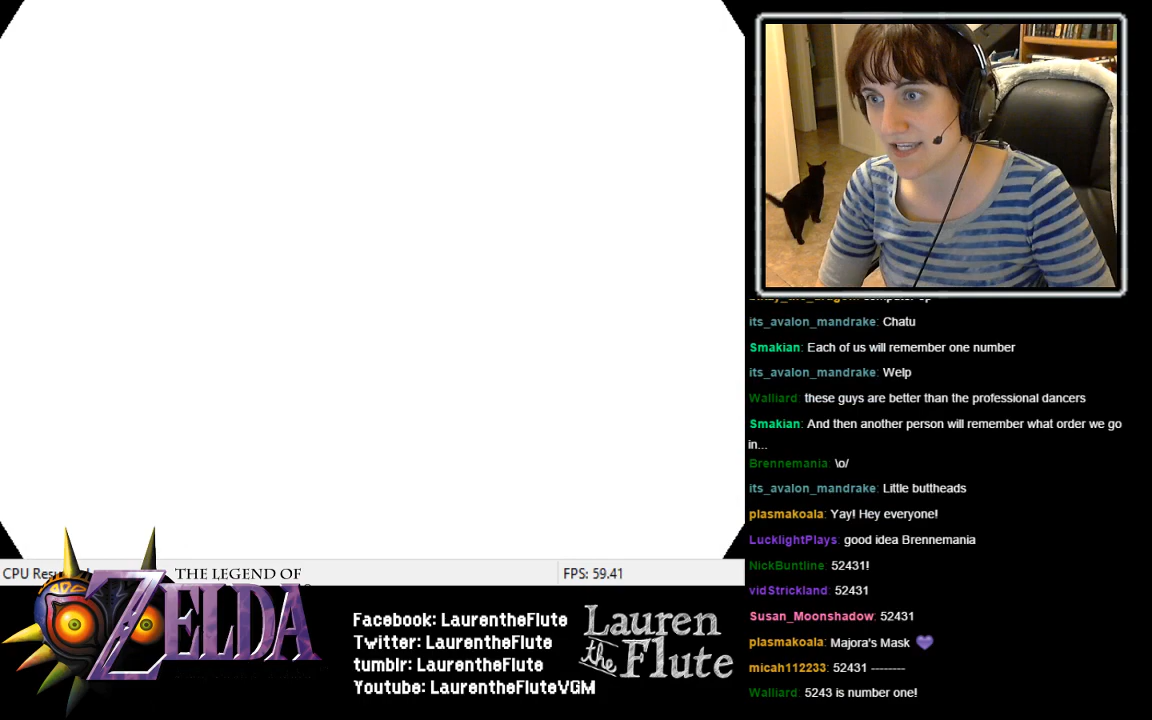 its_avalon_mandrake: Chatu
Smakian: Each of us will remember one number
its_avalon_mandrake: Welp
Walliard: these guys are better than the professional dancers
Smakian: And then another person will remember what order we go
in...
Brennemania: \o/
its_avalon_mandrake: Little buttheads
plasmakoala: Yay! Hey everyone!
LucklightPlays: good idea Brennemania
NickBuntline: 52431!
vidStrickland: 52431
Susan_Moonshadow: 52431
plasmakoala: Majora's Mask 💜
micah112233: 52431 --------
Walliard: 5243 is number one!
CPU
FPS: 59.41
THE LEGEND OF
ZELDA
Facebook: LaurentheFlute
Twitter: LaurentheFlute
tumblr: LaurentheFlute
Youtube: LaurentheFluteVGM
Lauren
the Flute